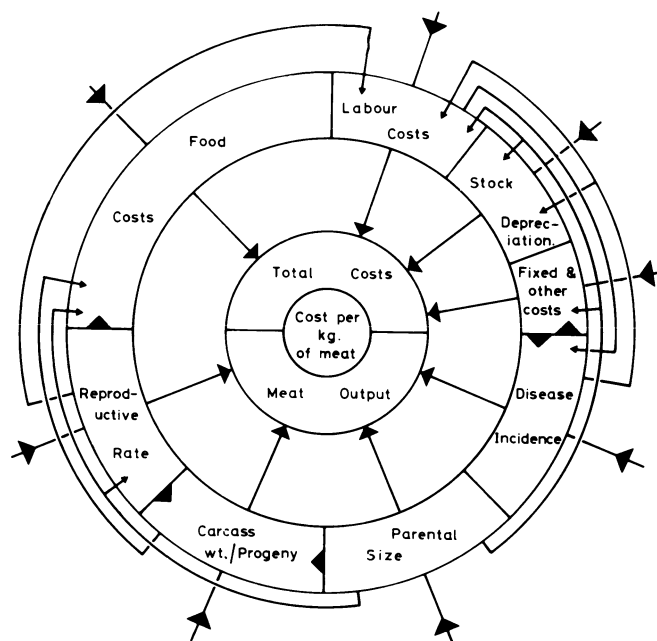 Labour
Costs
Food
Costs
Stock
Deprec-
iation.
Fixed &
other
costs
Total Costs
Cost per
kg.
of meat
Meat Output
Reprod-
uctive
Rate
Disease
Incidence
Carcass
wt./Progeny
Parental
Size